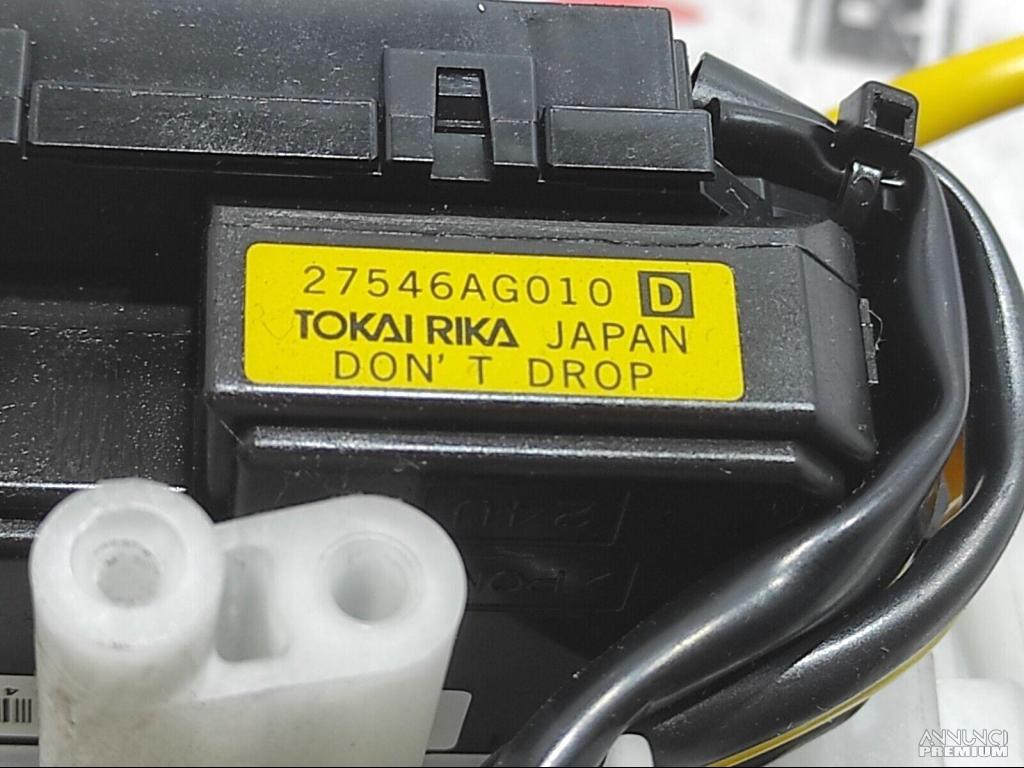 27546AG010 D
TOKAI RIKA JAPAN
DON'T DROP
ANNUNCI
PREMIUM